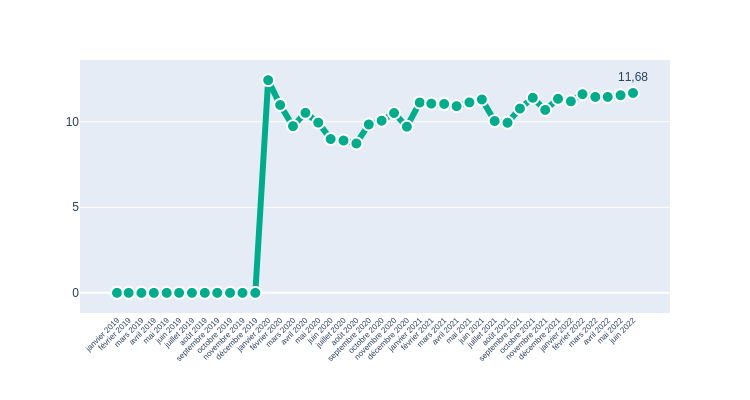 11,68
10
5
0
janvier 2019
février 2019
mars 2019
avril 2019
mai 2019
juin 2019
juillet 2019
août 2019
septembre 2019
octobre 2019
novembre 2019
décembre 2019
janvier 2020
février 2020
mars 2020
avril 2020
mai 2020
juin 2020
juillet 2020
août 2020
septembre 2020
octobre 2020
novembre 2020
décembre 2020
janvier 2021
février 2021
mars 2021
avril 2021
mai 2021
juin 2021
juillet 2021
août 2021
septembre 2021
octobre 2021
novembre 2021
décembre 2021
janvier 2022
février 2022
mars 2022
avril 2022
mai 2022
juin 2022